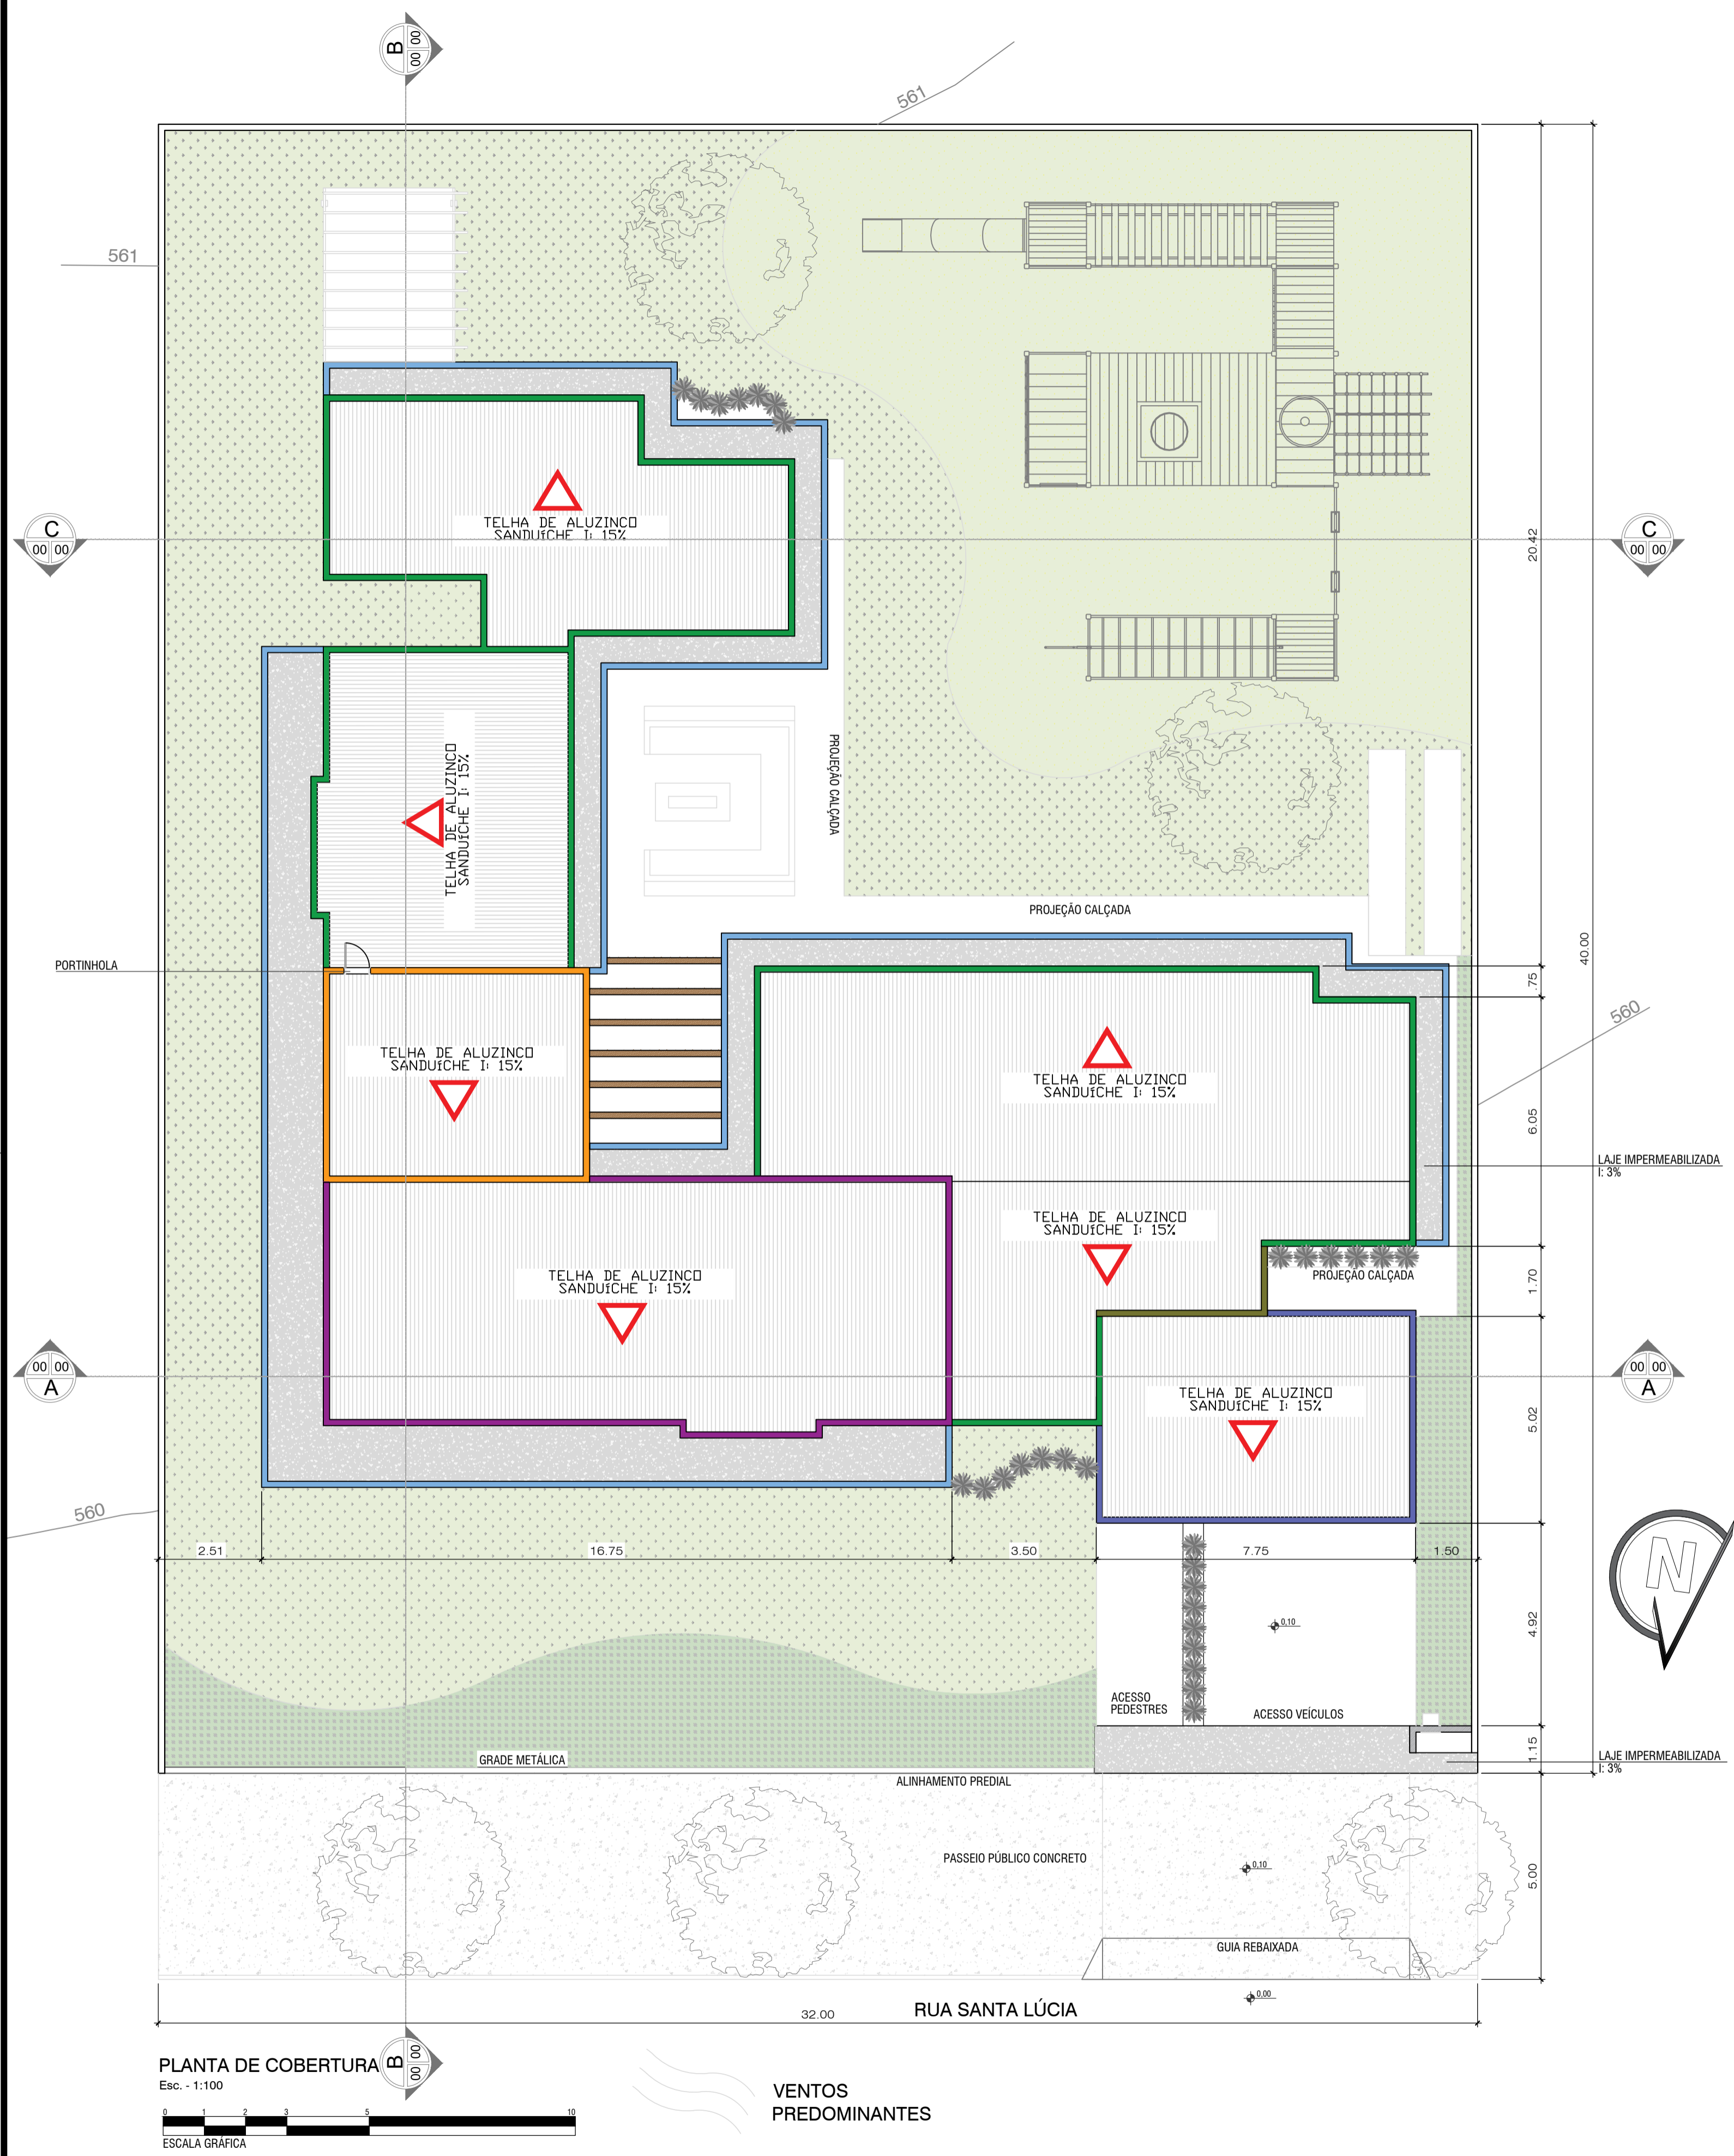 B
00 00
561
561
C
00 00
C
00 00
TELHA DE ALUZINCO
SANDUíCHE I: 15%
20.42
TELHA DE ALUZINCO
SANDUíCHE I: 15%
PROJEÇÃO CALÇADA
PROJEÇÃO CALÇADA
40.00
PORTINHOLA
.75
560
TELHA DE ALUZINCO
SANDUíCHE I: 15%
TELHA DE ALUZINCO
SANDUíCHE I: 15%
6.05
LAJE IMPERMEABILIZADA
I: 3%
TELHA DE ALUZINCO
SANDUíCHE I: 15%
TELHA DE ALUZINCO
SANDUíCHE I: 15%
PROJEÇÃO CALÇADA
1.70
00 00
A
00 00
A
TELHA DE ALUZINCO
SANDUíCHE I: 15%
5.02
560
2.51
16.75
3.50
7.75
1.50
N
0,10
4.92
ACESSO
PEDESTRES
ACESSO VEÍCULOS
GRADE METÁLICA
1.15
LAJE IMPERMEABILIZADA
I: 3%
ALINHAMENTO PREDIAL
PASSEIO PÚBLICO CONCRETO
0,10
5.00
GUIA REBAIXADA
0,00
32.00
RUA SANTA LÚCIA
PLANTA DE COBERTURA
B
00 00
Esc. - 1:100
VENTOS
PREDOMINANTES
0 1 2 3 5 10
ESCALA GRÁFICA